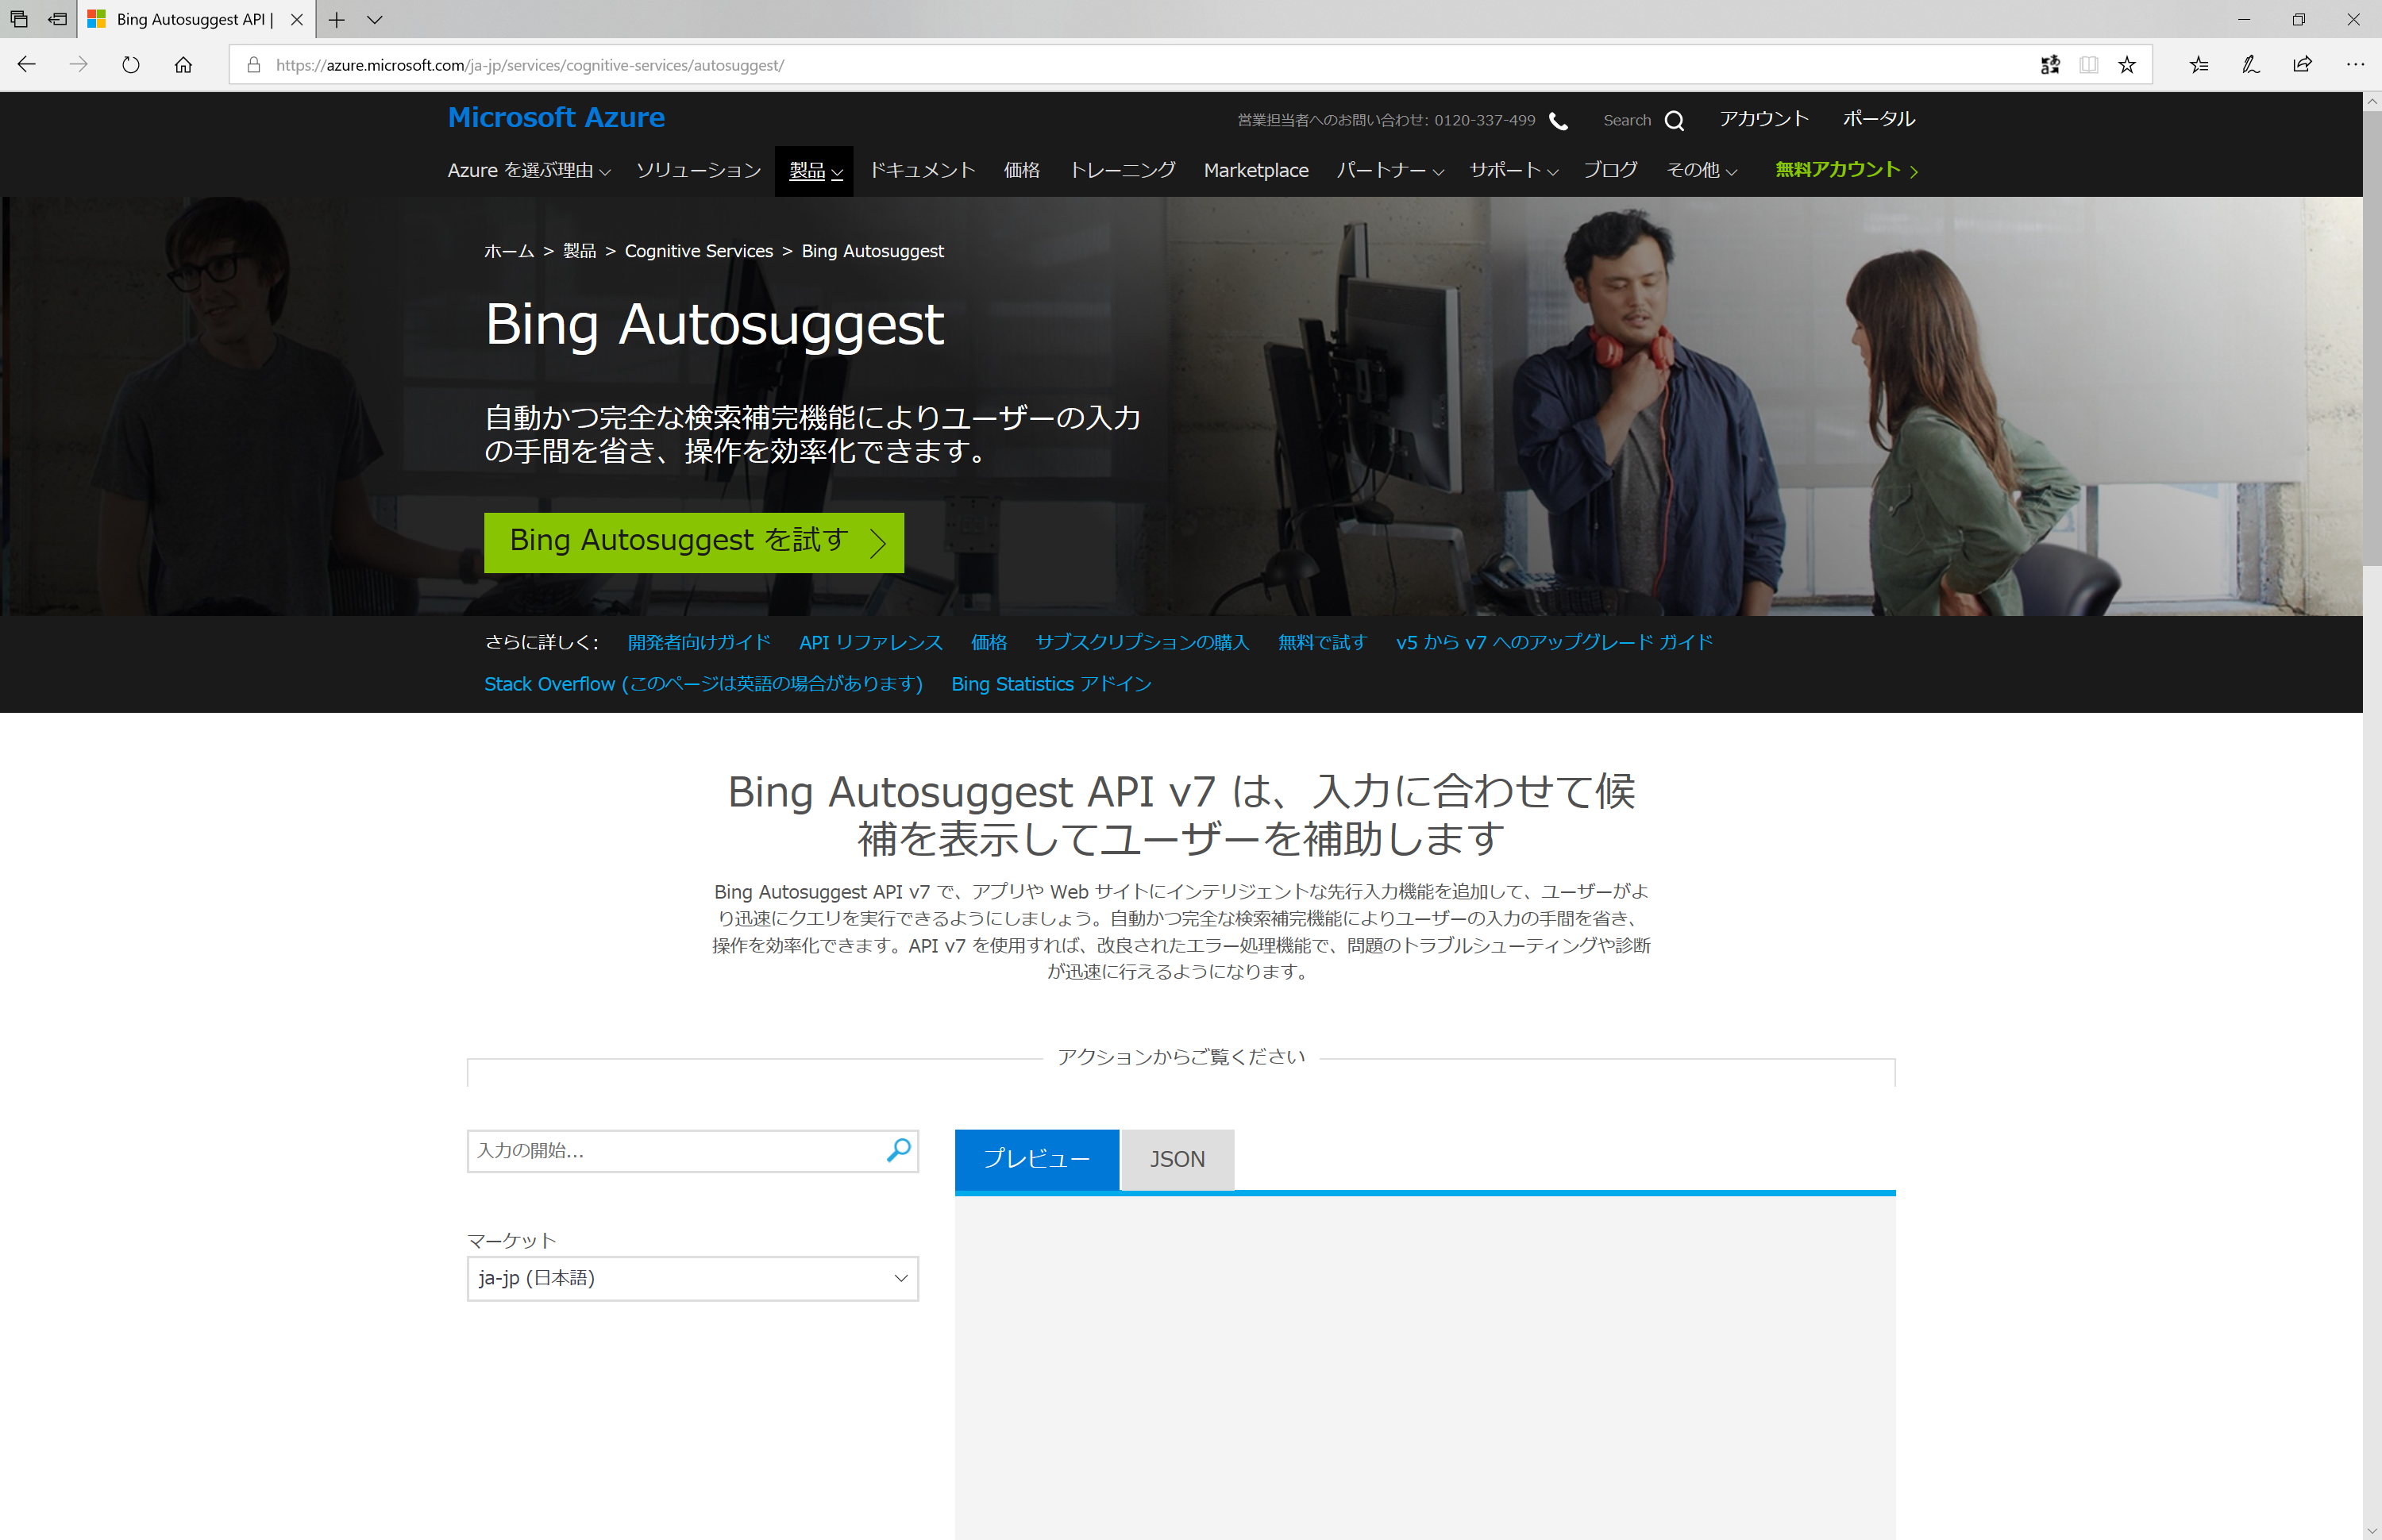 Bing Autosuggest API |
https://azure.microsoft.com/ja-jp/services/cognitive-services/autosuggest/
Microsoft Azure
営業担当者へのお問い合わせ: 0120-337-499 Search アカウント ポータル
Azure を選ぶ理由 ソリューション 製品 ドキュメント 価格 トレーニング Marketplace パートナー サポート ブログ その他 無料アカウント
ホーム > 製品 > Cognitive Services > Bing Autosuggest
Bing Autosuggest
自動かつ完全な検索補完機能によりユーザーの入力
の手間を省き、操作を効率化できます。
Bing Autosuggest を試す
さらに詳しく: 開発者向けガイド API リファレンス 価格 サブスクリプションの購入 無料で試す v5 から v7 へのアップグレード ガイド
Stack Overflow (このページは英語の場合があります) Bing Statistics アドイン
Bing Autosuggest API v7 は、入力に合わせて候
補を表示してユーザーを補助します
Bing Autosuggest API v7 で、アプリや Web サイトにインテリジェントな先行入力機能を追加して、ユーザーがよ
り迅速にクエリを実行できるようにしましょう。自動かつ完全な検索補完機能によりユーザーの入力の手間を省き、
操作を効率化できます。API v7 を使用すれば、改良されたエラー処理機能で、問題のトラブルシューティングや診断
が迅速に行えるようになります。
アクションからご覧ください
入力の開始...
プレビュー JSON
マーケット
ja-jp (日本語)